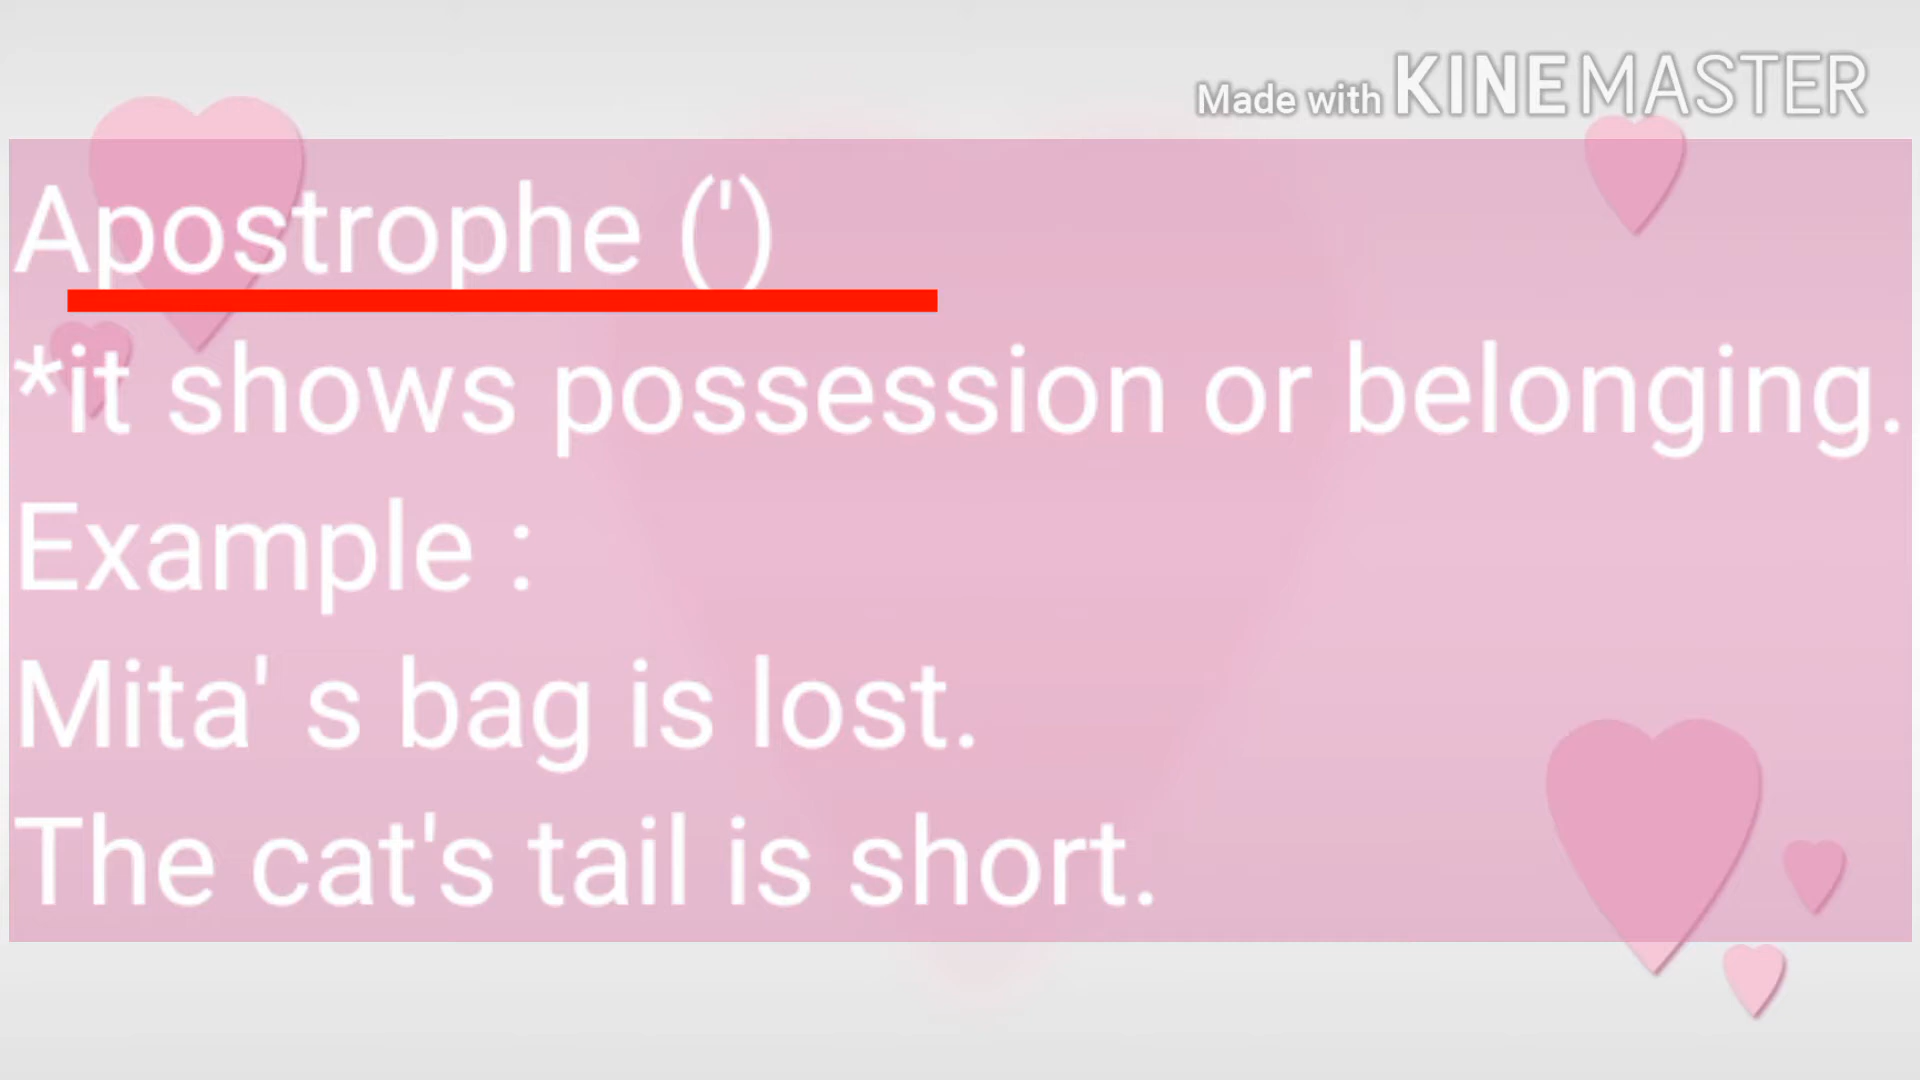 Made with KINEMASTER
Apostrophe (')
*it shows possession or belonging.
Example :
Mita' s bag is lost.
The cat's tail is short.